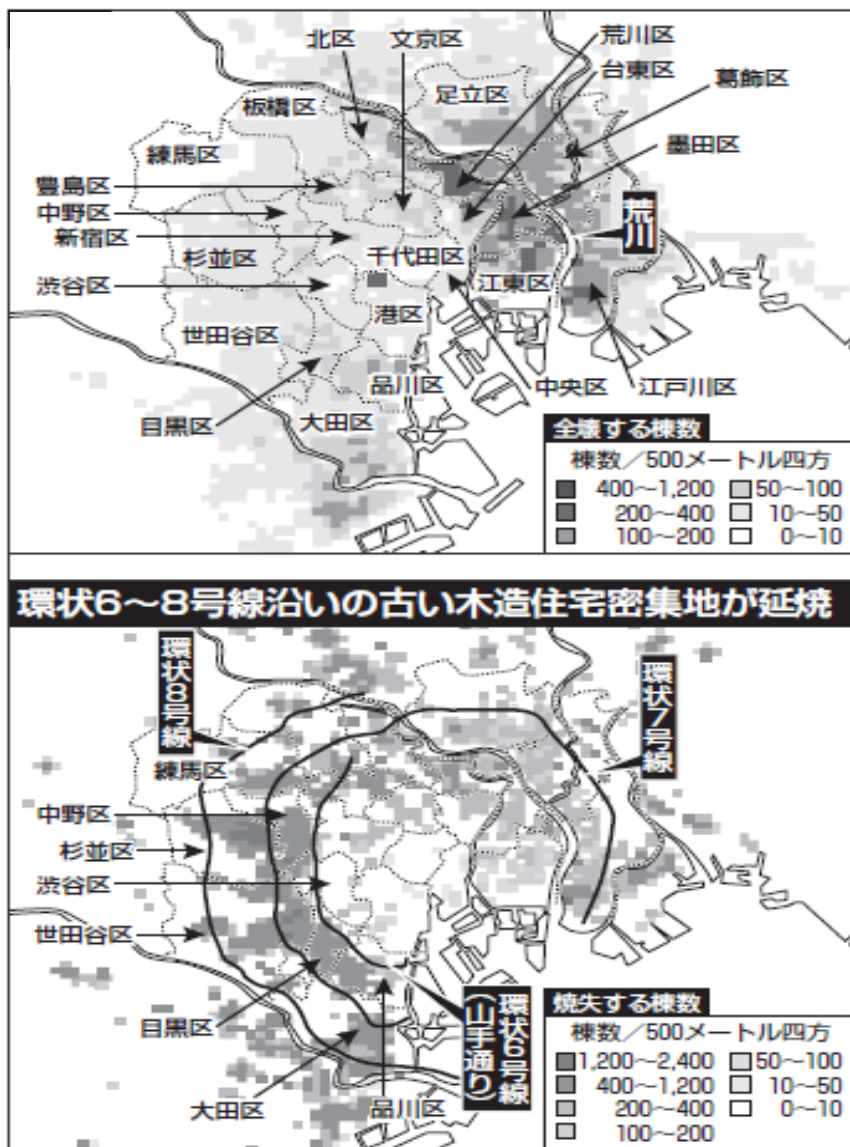 北区
文京区
荒川区
台東区
葛飾区
板橋区
足立区
練馬区
墨田区
豊島区
中野区
荒川
新宿区
千代田区
杉並区
渋谷区
江東区
港区
世田谷区
品川区
中央区
江戸川区
目黒区
大田区
全壊する棟数
棟数/500メートル四方
400〜1,200 50〜100
200〜400 10〜50
100〜200 0〜10
環状6〜8号線沿いの古い木造住宅密集地が延焼
環状8号線
環状7号線
練馬区
中野区
杉並区
渋谷区
世田谷区
目黒区
環状6号線
(山手通り)
大田区
品川区
焼失する棟数
棟数/500メートル四方
1,200〜2,400 50〜100
400〜1,200 10〜50
200〜400 0〜10
100〜200